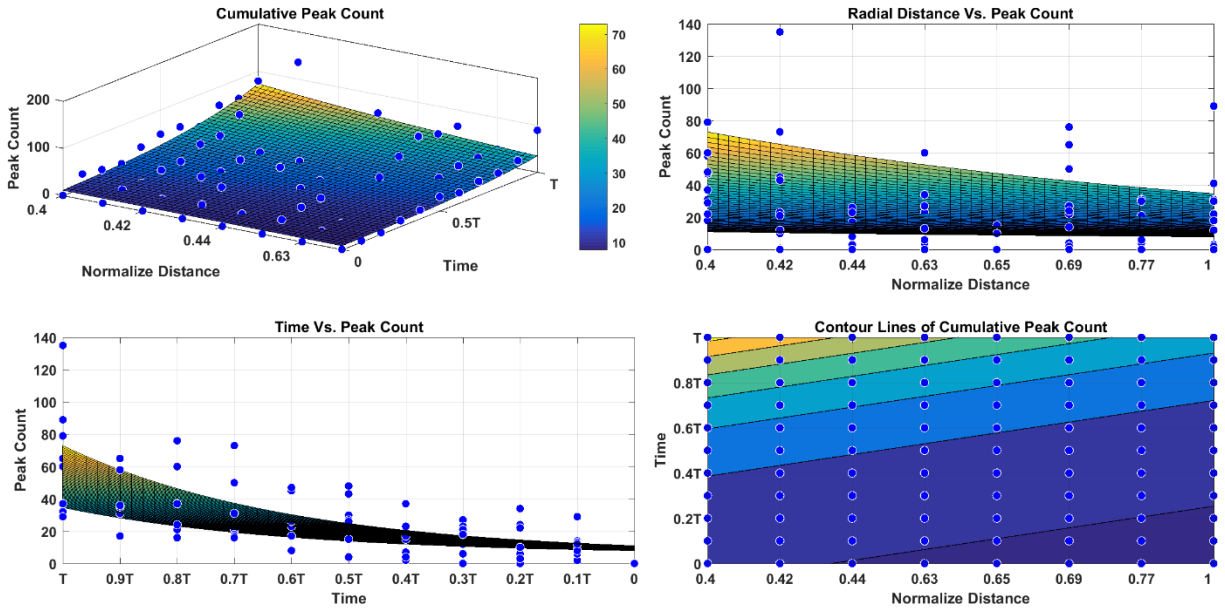 Cumulative Peak Count
200
100
0
Peak Count
0.4
0.42
0.44
0.63
Normalize Distance
0
0.5T
T
Time
70
60
50
40
30
20
10
Radial Distance Vs. Peak Count
140
120
100
80
60
40
20
0
Peak Count
0.4 0.42 0.44 0.63 0.65 0.69 0.77 1
Normalize Distance
Time Vs. Peak Count
140
120
100
80
60
40
20
0
Peak Count
T 0.9T 0.8T 0.7T 0.6T 0.5T 0.4T 0.3T 0.2T 0.1T 0
Time
Contour Lines of Cumulative Peak Count
T
0.8T
0.6T
0.4T
0.2T
0
Time
0.4 0.42 0.44 0.63 0.65 0.69 0.77 1
Normalize Distance